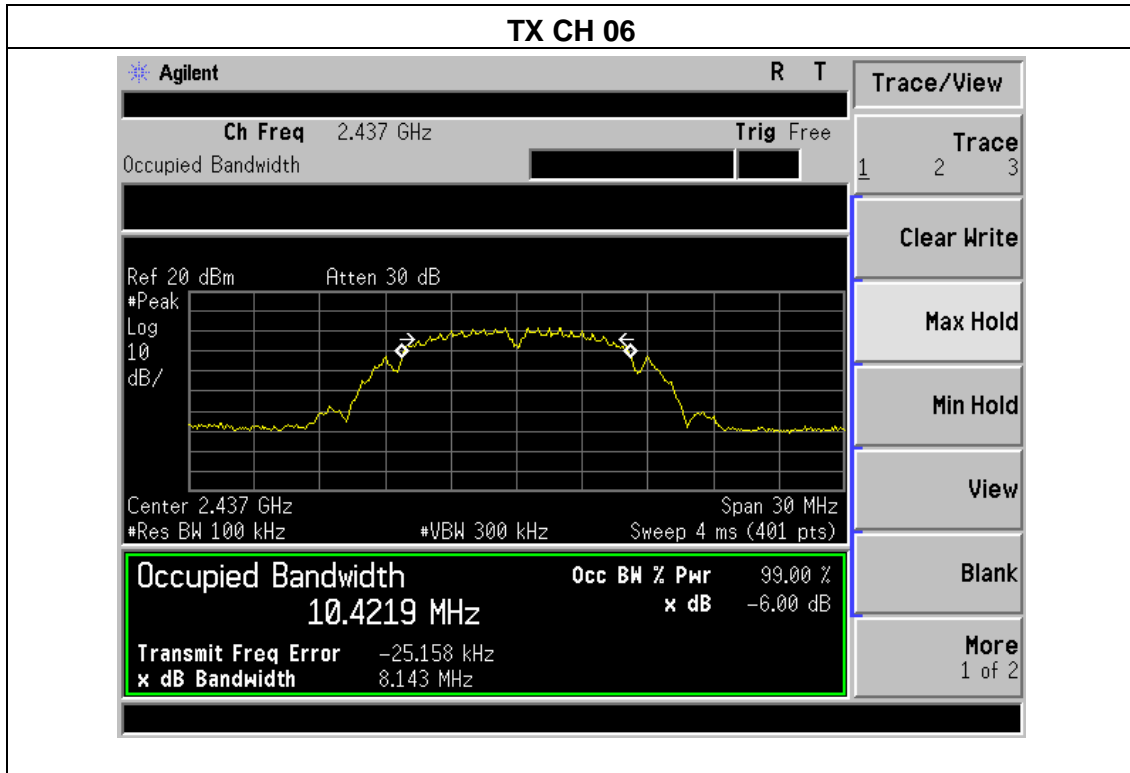 TX CH 06
Agilent R T
Ch Freq 2.437 GHz Trig Free
Occupied Bandwidth
Ref 20 dBm Atten 30 dB
#Peak
Log
10
dB/
Center 2.437 GHz Span 30 MHz
#Res BW 100 kHz #VBW 300 kHz Sweep 4 ms (401 pts)
Occupied Bandwidth Occ BW % Pwr 99.00 %
10.4219 MHz x dB -6.00 dB
Transmit Freq Error -25.158 kHz
x dB Bandwidth 8.143 MHz
Trace/View
Trace
1 2 3
Clear Write
Max Hold
Min Hold
View
Blank
More
1 of 2